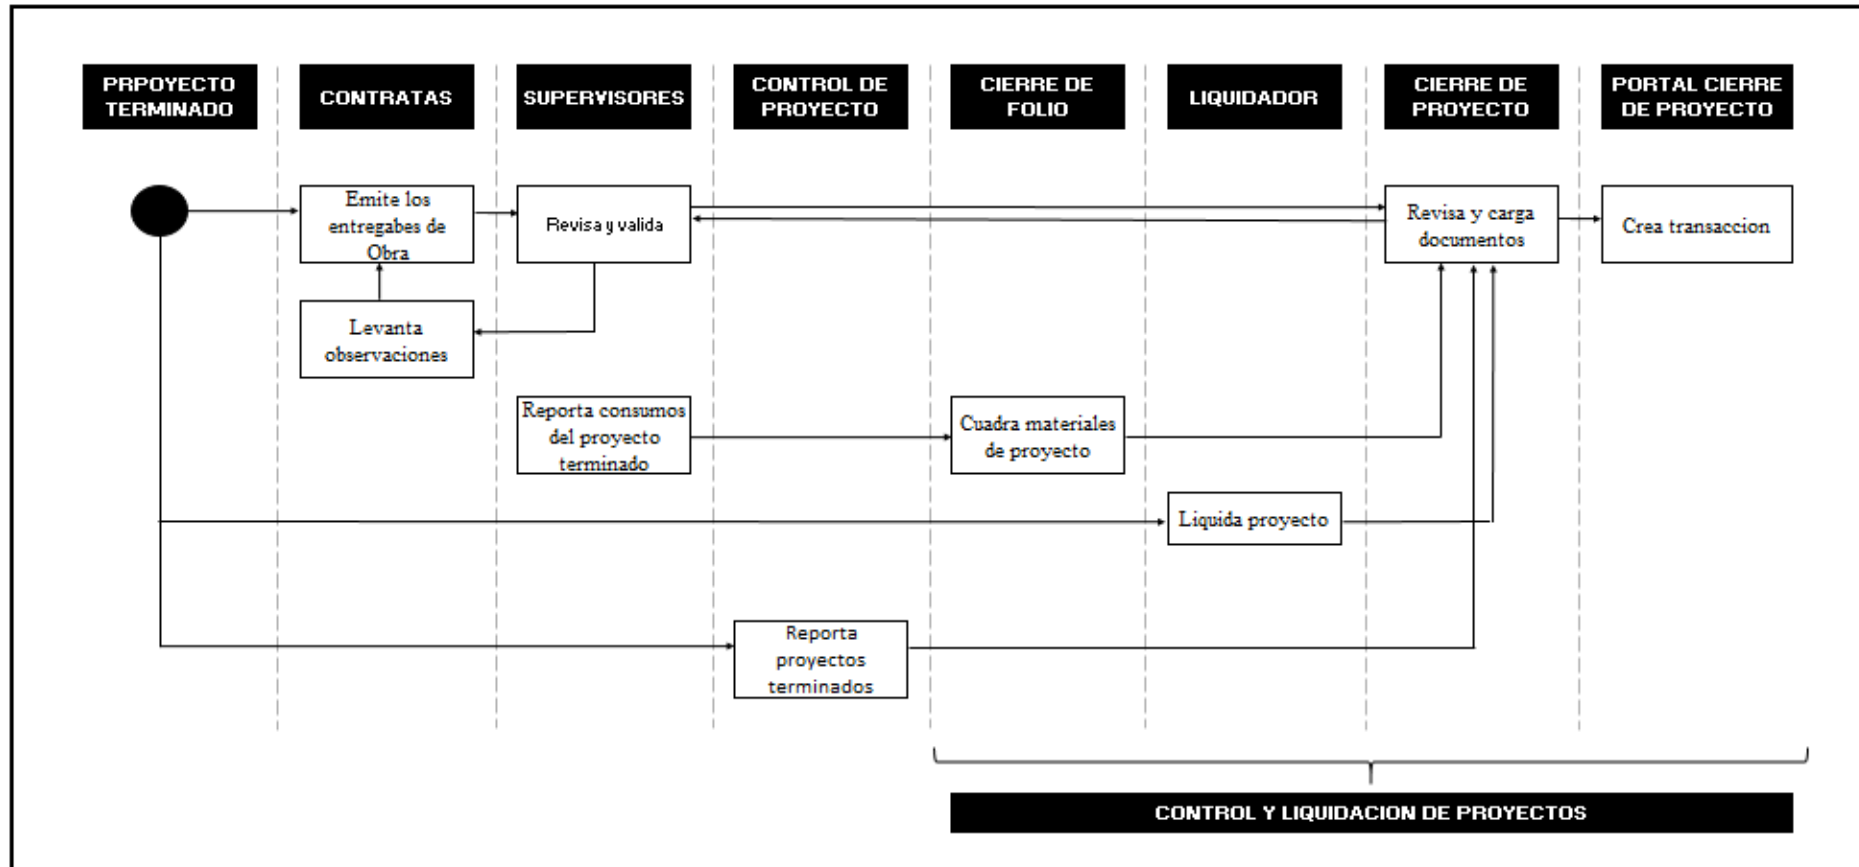 PRPOYECTO
TERMINADO
CONTRATAS
SUPERVISORES
CONTROL DE
PROYECTO
CIERRE DE
FOLIO
LIQUIDADOR
CIERRE DE
PROYECTO
PORTAL CIERRE
DE PROYECTO
Emite los
entregabes de
Obra
Revisa y valida
Revisa y carga
documentos
Crea transaccion
Levanta
observaciones
Reporta consumos
del proyecto
terminado
Cuadra materiales
de proyecto
Liquida proyecto
Reporta
proyectos
terminados
CONTROL Y LIQUIDACION DE PROYECTOS